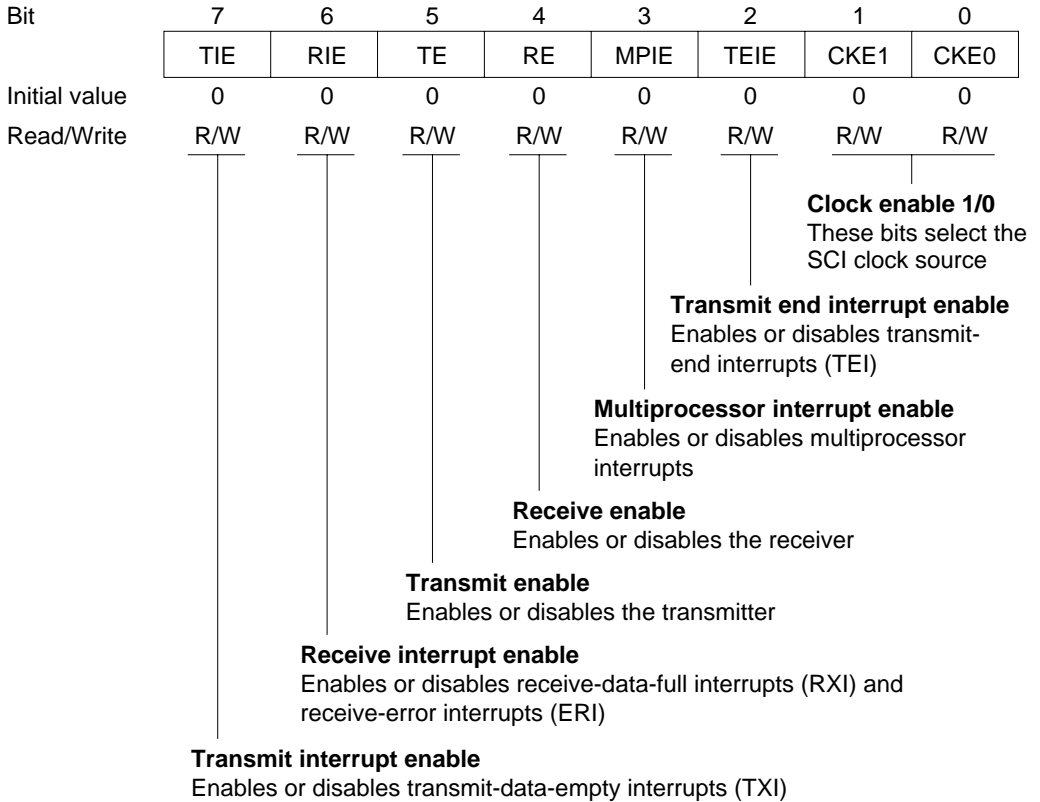 Bit 7 6 5 4 3 2 1 0
TIE RIE TE RE MPIE TEIE CKE1 CKE0
Initial value 0 0 0 0 0 0 0 0
Read/Write R/W R/W R/W R/W R/W R/W R/W R/W
Clock enable 1/0
These bits select the
SCI clock source
Transmit end interrupt enable
Enables or disables transmit-
end interrupts (TEI)
Multiprocessor interrupt enable
Enables or disables multiprocessor
interrupts
Receive enable
Enables or disables the receiver
Transmit enable
Enables or disables the transmitter
Receive interrupt enable
Enables or disables receive-data-full interrupts (RXI) and
receive-error interrupts (ERI)
Transmit interrupt enable
Enables or disables transmit-data-empty interrupts (TXI)